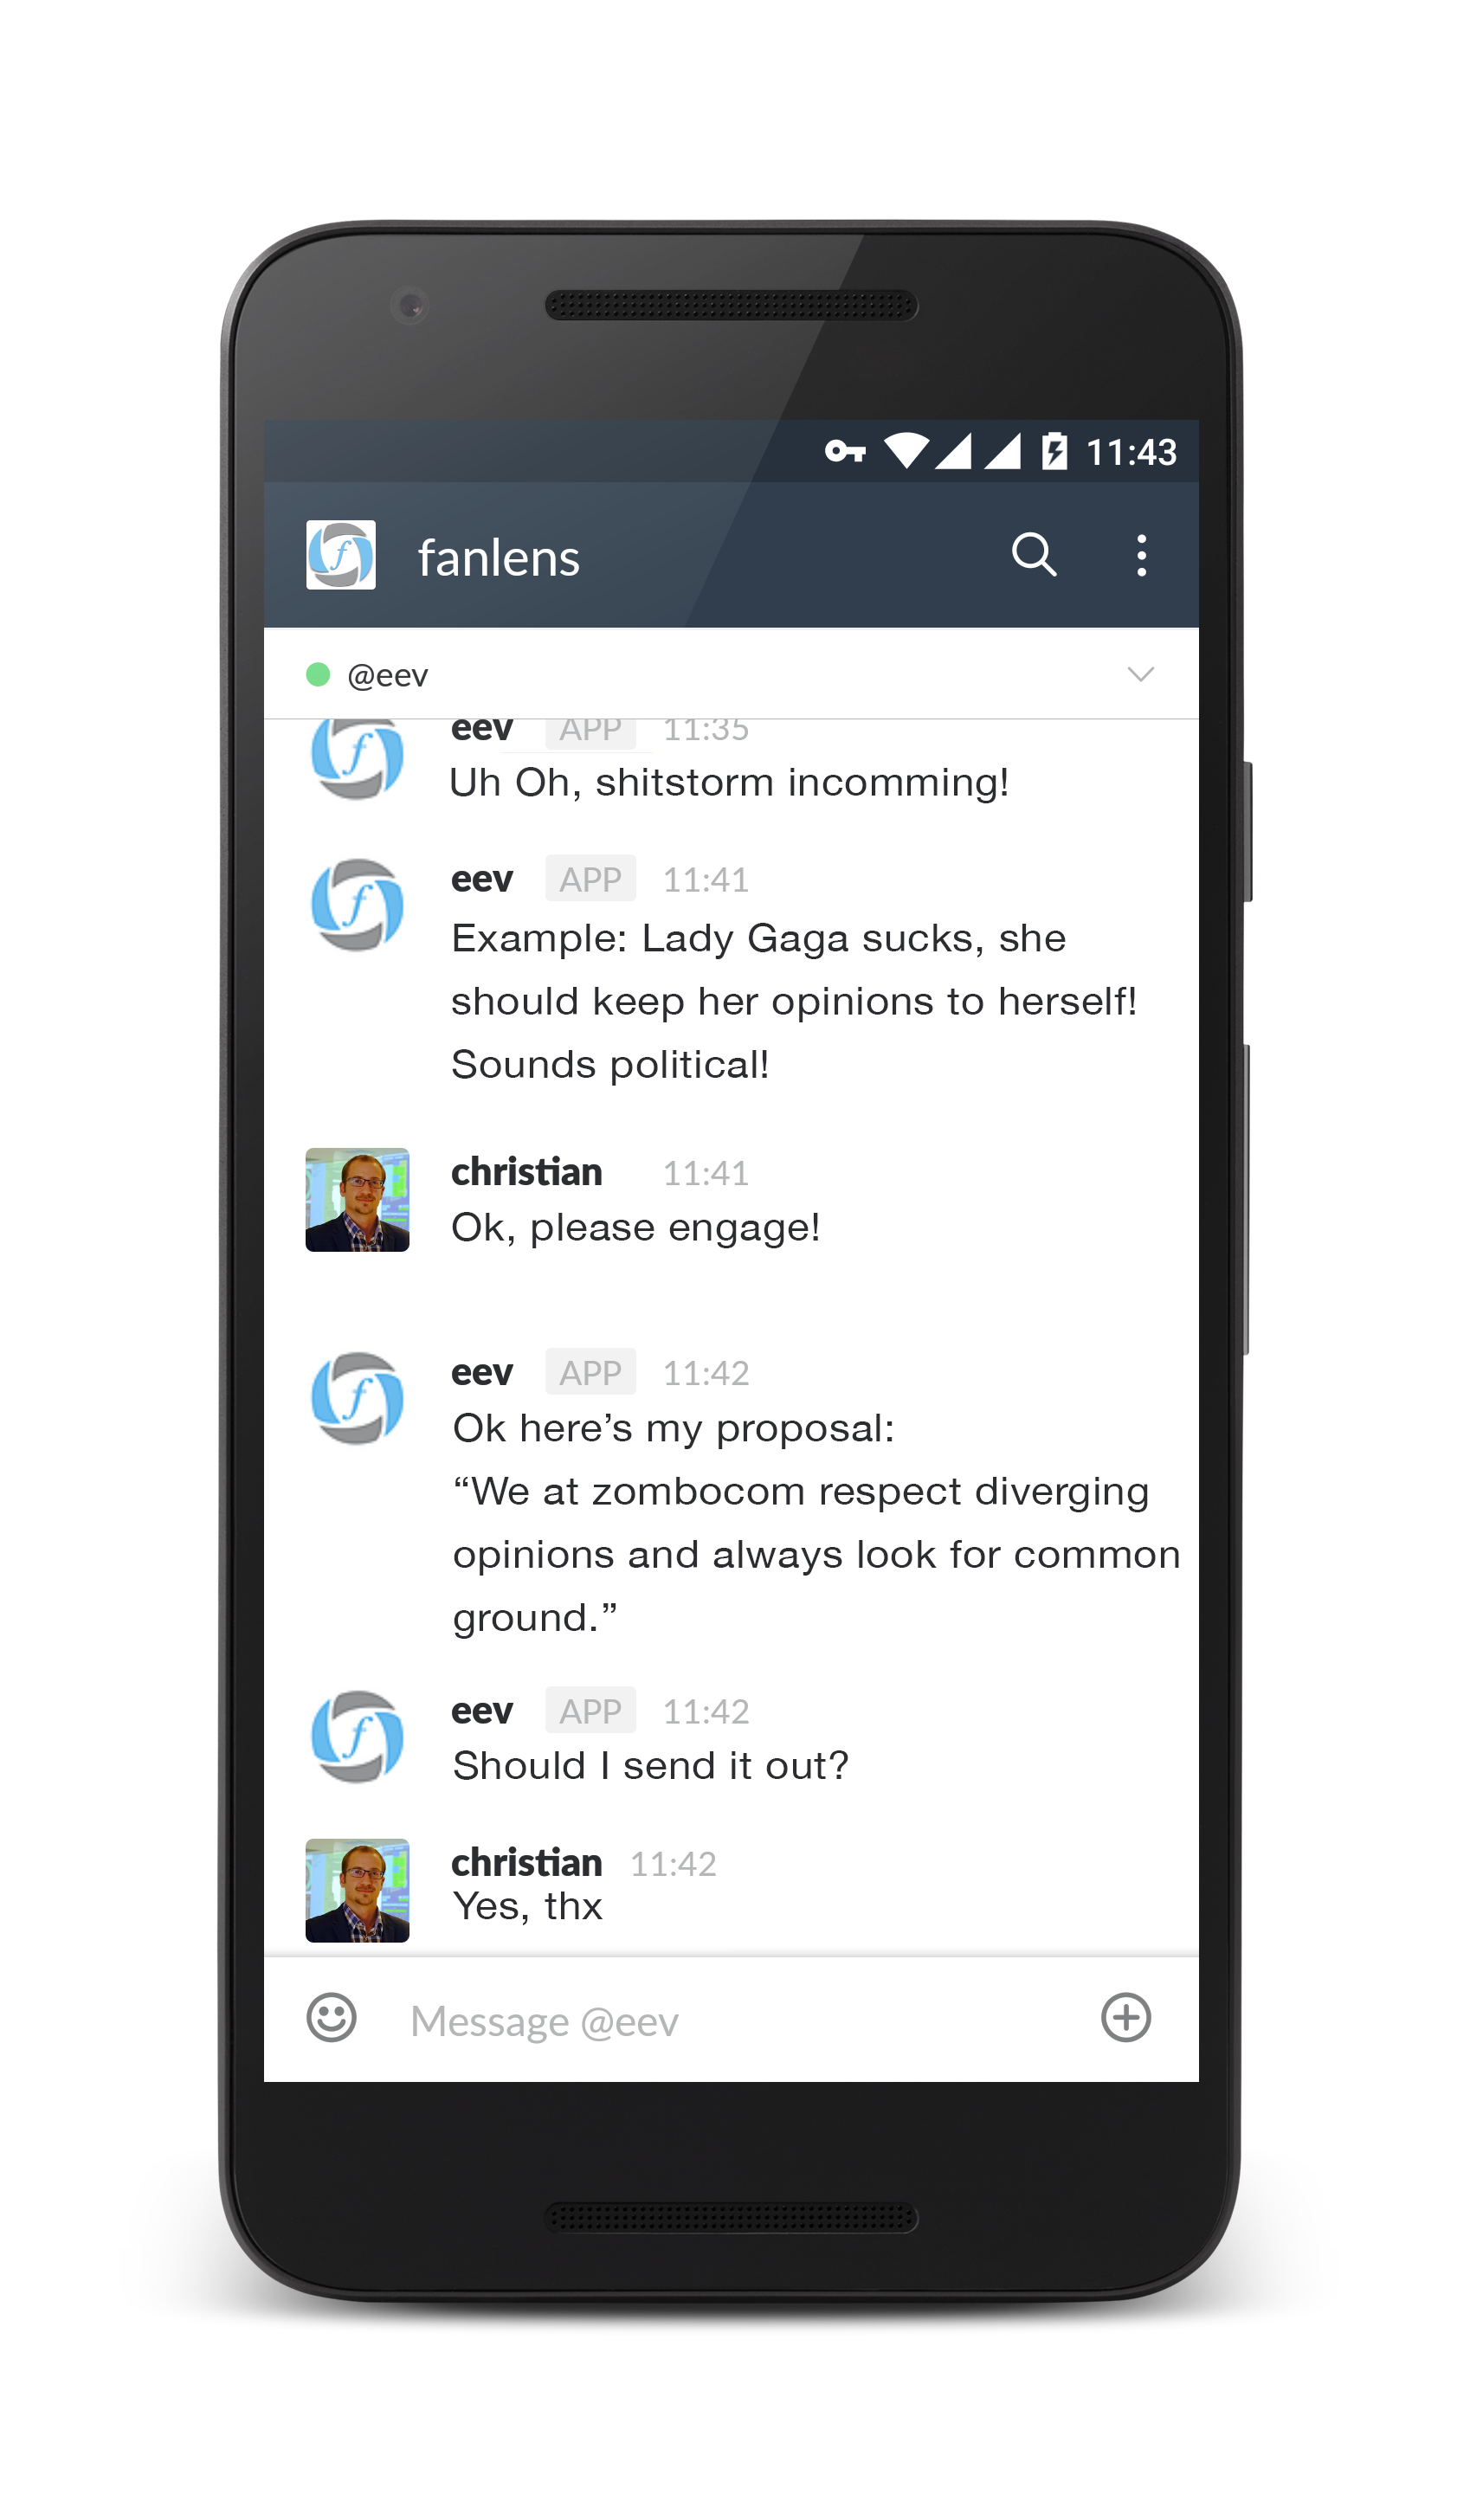 11:43
f fanlens
@eev
eev APP 11:35
Uh Oh, shitstorm incomming!
eev APP 11:41
Example: Lady Gaga sucks, she
should keep her opinions to herself!
Sounds political!
christian 11:41
Ok, please engage!
eev APP 11:42
Ok here’s my proposal:
“We at zombocom respect diverging
opinions and always look for common
ground.”
eev APP 11:42
Should I send it out?
christian 11:42
Yes, thx
Message @eev